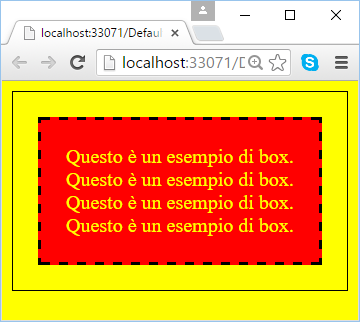 localhost:33071/Defaul
localhost:33071/D
Questo è un esempio di box.
Questo è un esempio di box.
Questo è un esempio di box.
Questo è un esempio di box.